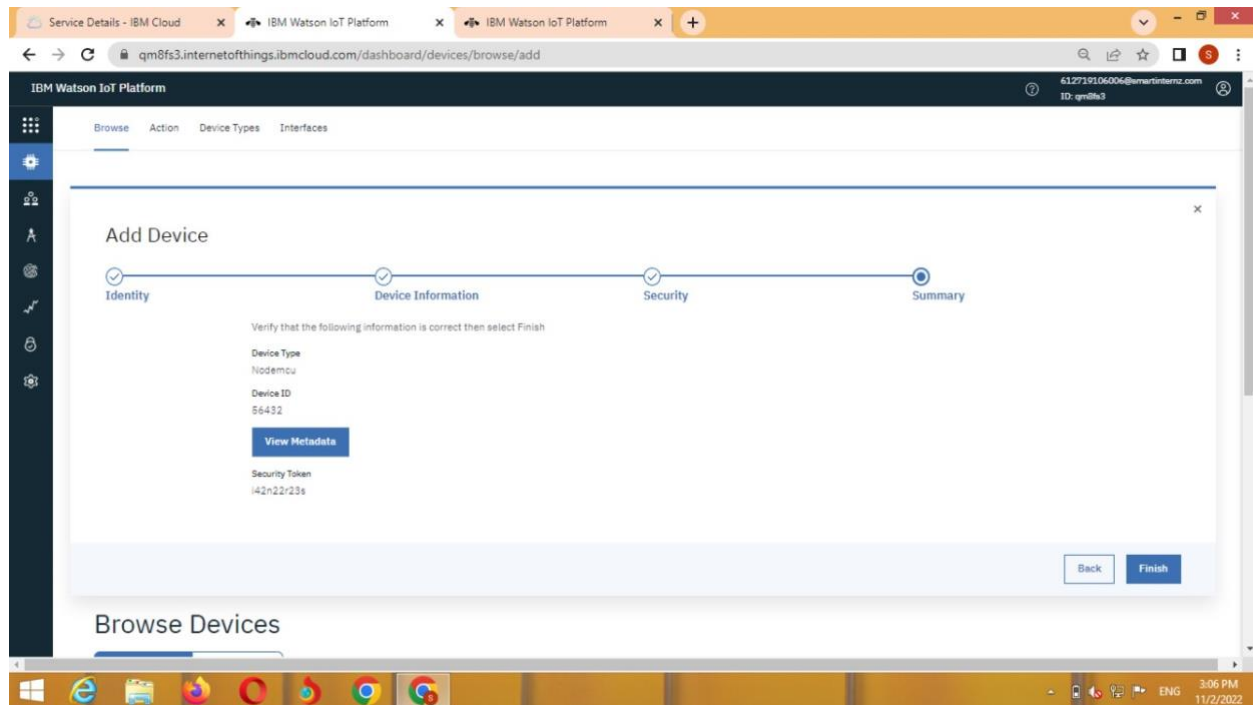 Service Details - IBM Cloud
IBM Watson IoT Platform
IBM Watson IoT Platform
qm8fs3.internetofthings.ibmcloud.com/dashboard/devices/browse/add
S
IBM Watson IoT Platform
612719106006@smartinternz.com
ID: qm8fs3
Browse Action Device Types Interfaces
Add Device
Identity Device Information Security Summary
Verify that the following information is correct then select Finish
Device Type
Nodemcu
Device ID
56432
View Metadata
Security Token
i42n22r23s
Back Finish
Browse Devices
ENG
3:06 PM
11/2/2022